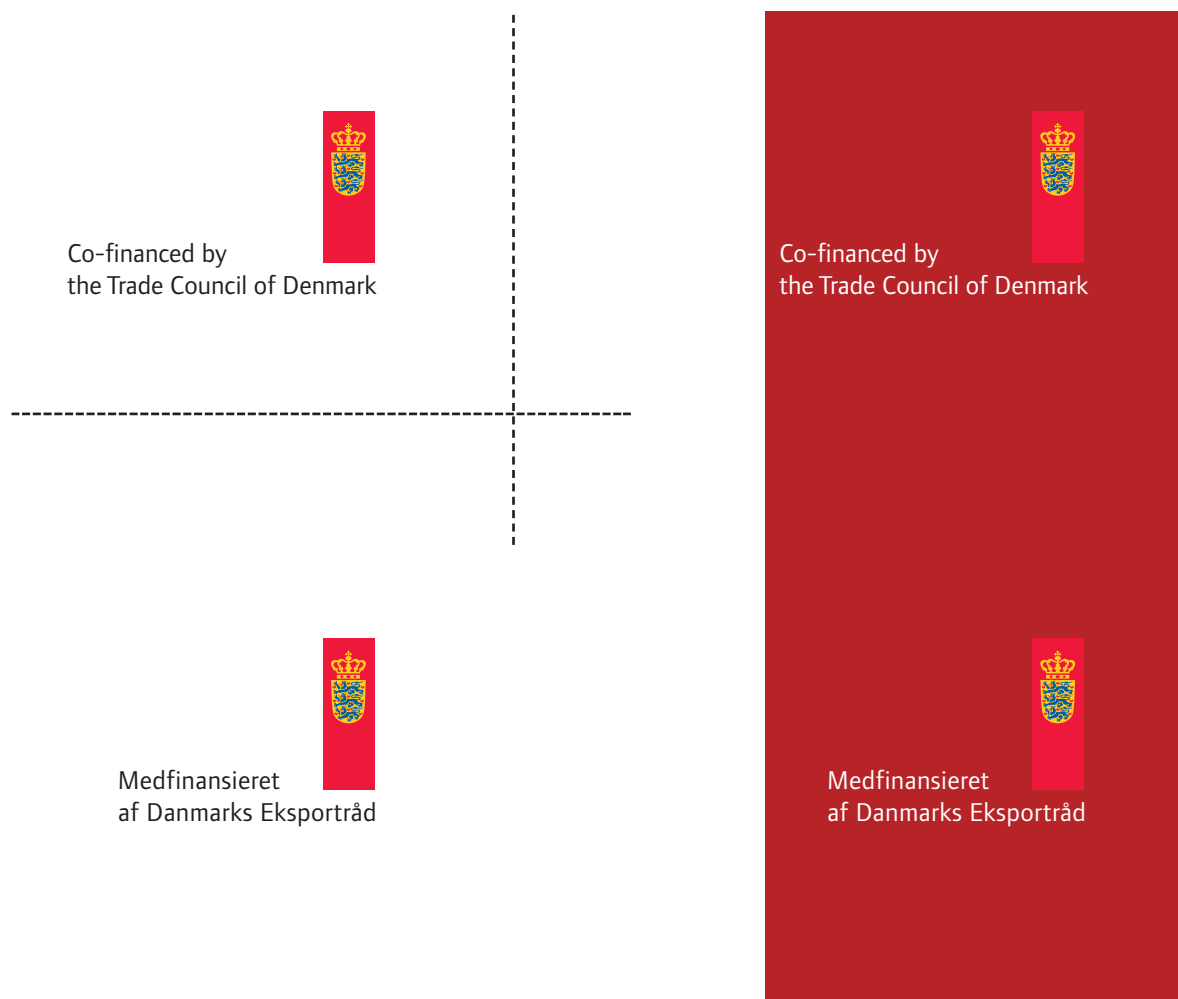 Co-financed by
the Trade Council of Denmark
Co-financed by
the Trade Council of Denmark
Medfinansieret
af Danmarks Eksportråd
Medfinansieret
af Danmarks Eksportråd